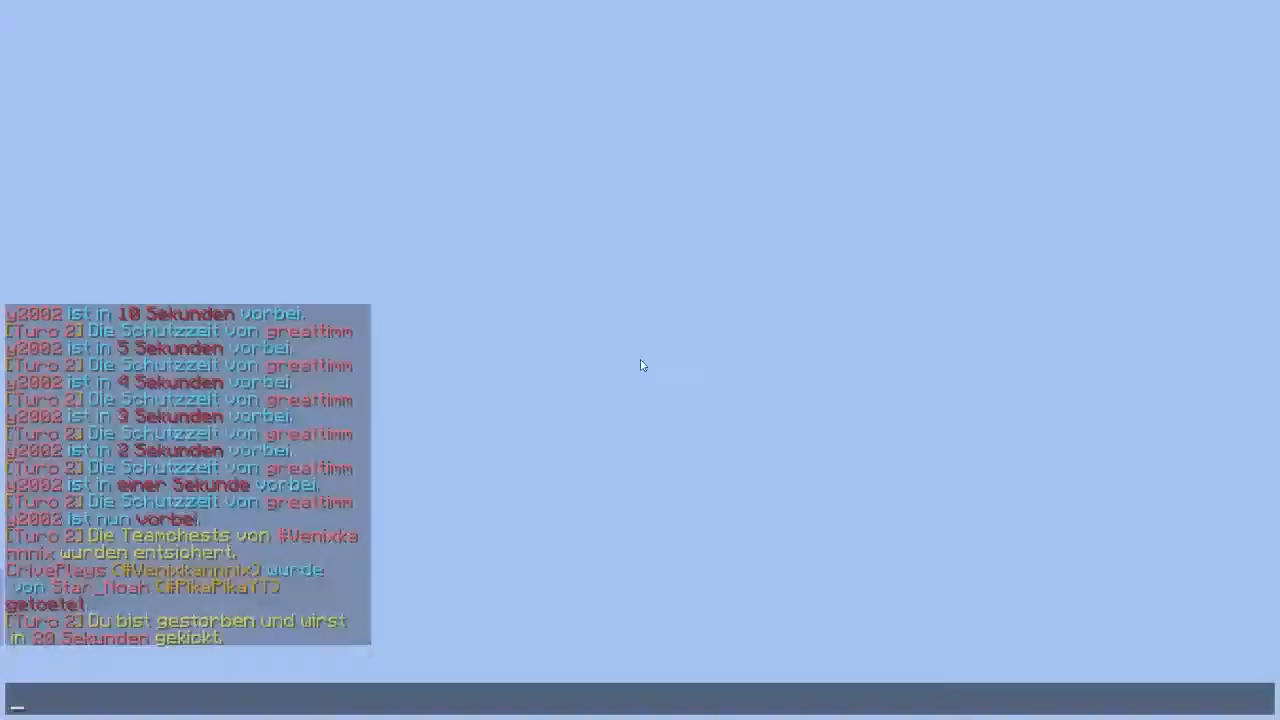 y2002 ist in 10 Sekunden vorbei.
[Turo 2] Die Schutzzeit von greattimm
y2002 ist in 5 Sekunden vorbei.
[Turo 2] Die Schutzzeit von greattimm
y2002 ist in 4 Sekunden vorbei.
[Turo 2] Die Schutzzeit von greattimm
y2002 ist in 3 Sekunden vorbei.
[Turo 2] Die Schutzzeit von greattimm
y2002 ist in 2 Sekunden vorbei.
[Turo 2] Die Schutzzeit von greattimm
y2002 ist in einer Sekunde vorbei.
[Turo 2] Die Schutzzeit von greattimm
y2002 ist nun vorbei.
[Turo 2] Die Teamchests von #Venixka
nnnix wurden entsichert.
CrivePlays (#Venixkannnix) wurde
von Star_Noah (#PikaPikaYT)
getoetet.
[Turo 2] Du bist gestorben und wirst
in 20 Sekunden gekickt.